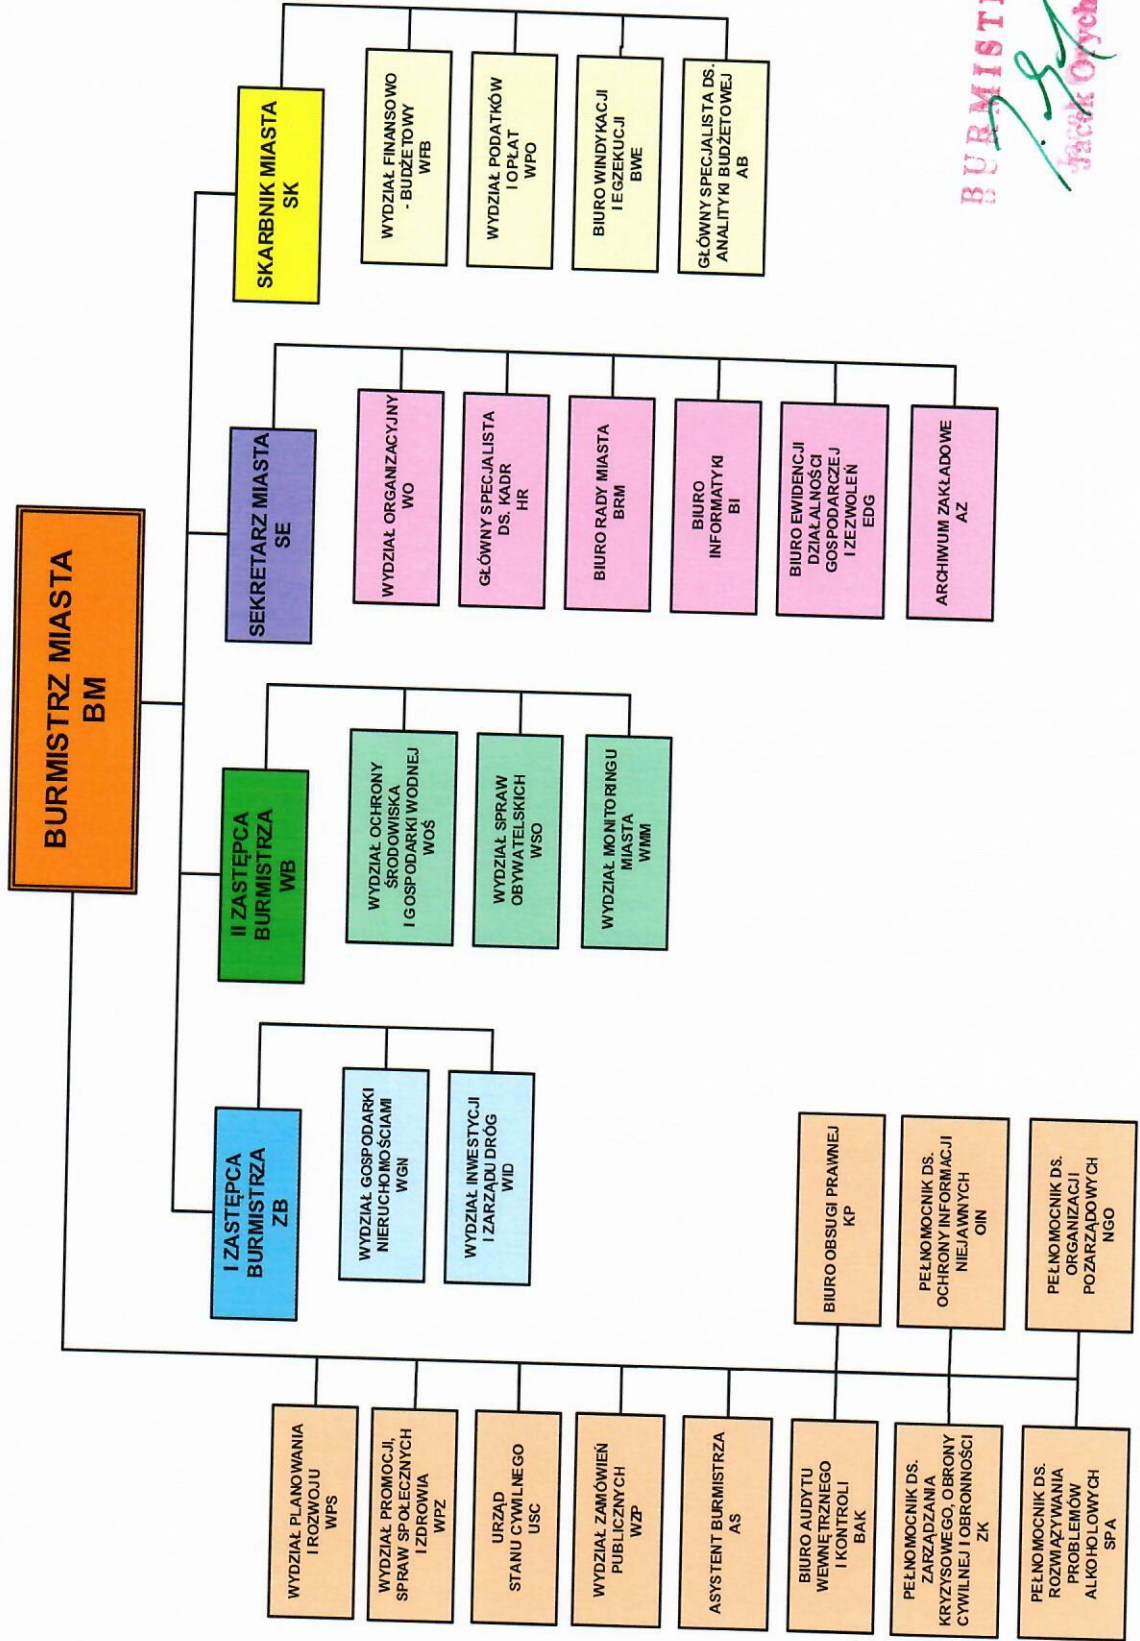 BURMISTRZ MIASTA
BM
I ZASTĘPCA
BURMISTRZA
ZB
II ZASTĘPCA
BURMISTRZA
WB
SEKRETARZ MIASTA
SE
SKARBNIK MIASTA
SK
WYDZIAŁ PLANOWANIA
I ROZWOJU
WPS
WYDZIAŁ PROMOCJI,
SPRAW SPOŁECZNYCH
I ZDROWIA
WPZ
URZĄD
STANU CYWILNEGO
USC
WYDZIAŁ ZAMÓWIEŃ
PUBLICZNYCH
WZP
ASYSTENT BURMISTRZA
AS
BIURO AUDYTU
WEWNĘTRZNEGO
I KONTROLI
BAK
PEŁNOMOCNIK DS.
ZARZĄDZANIA
KRYZYSOWEGO, OBRONY
CYWILNEJ I OBRONNOŚCI
ZK
PEŁNOMOCNIK DS.
ROZWIĄZYWANIA
PROBLEMÓW
ALKOHOLOWYCH
SPA
BIURO OBSUGI PRAWNEJ
KP
PEŁNOMOCNIK DS.
OCHRONY INFORMACJI
NIEJAWNYCH
OIN
PEŁNOMOCNIK DS.
ORGANIZACJI
POZARZĄDOWYCH
NGO
WYDZIAŁ GOSPODARKI
NIERUCHOMOŚCIAMI
WGN
WYDZIAŁ INWESTYCJI
I ZARZĄDU DRÓG
WID
WYDZIAŁ OCHRONY
ŚRODOWISKA
I GOSPODARKI WODNEJ
WOŚ
WYDZIAŁ SPRAW
OBYWATELSKICH
WSO
WYDZIAŁ MONITORINGU
MIASTA
WMM
WYDZIAŁ ORGANIZACYJNY
WO
GŁÓWNY SPECJALISTA
DS. KADR
HR
BIURO RADY MIASTA
BRM
BIURO
INFORMATYKI
BI
BIURO EWIDENCJI
DZIAŁALNOŚCI
GOSPODARCZEJ
I ZEZWOLEŃ
EDG
ARCHIWUM ZAKŁADOWE
AZ
WYDZIAŁ FINANSOWO
- BUDŻETOWY
WFB
WYDZIAŁ PODATKÓW
I OPŁAT
WPO
BIURO WINDYKACJI
I EGZEKUCJI
BWE
GŁÓWNY SPECJALISTA DS.
ANALITYKI BUDŻETOWEJ
AB
BURMIST
Jacek Orych